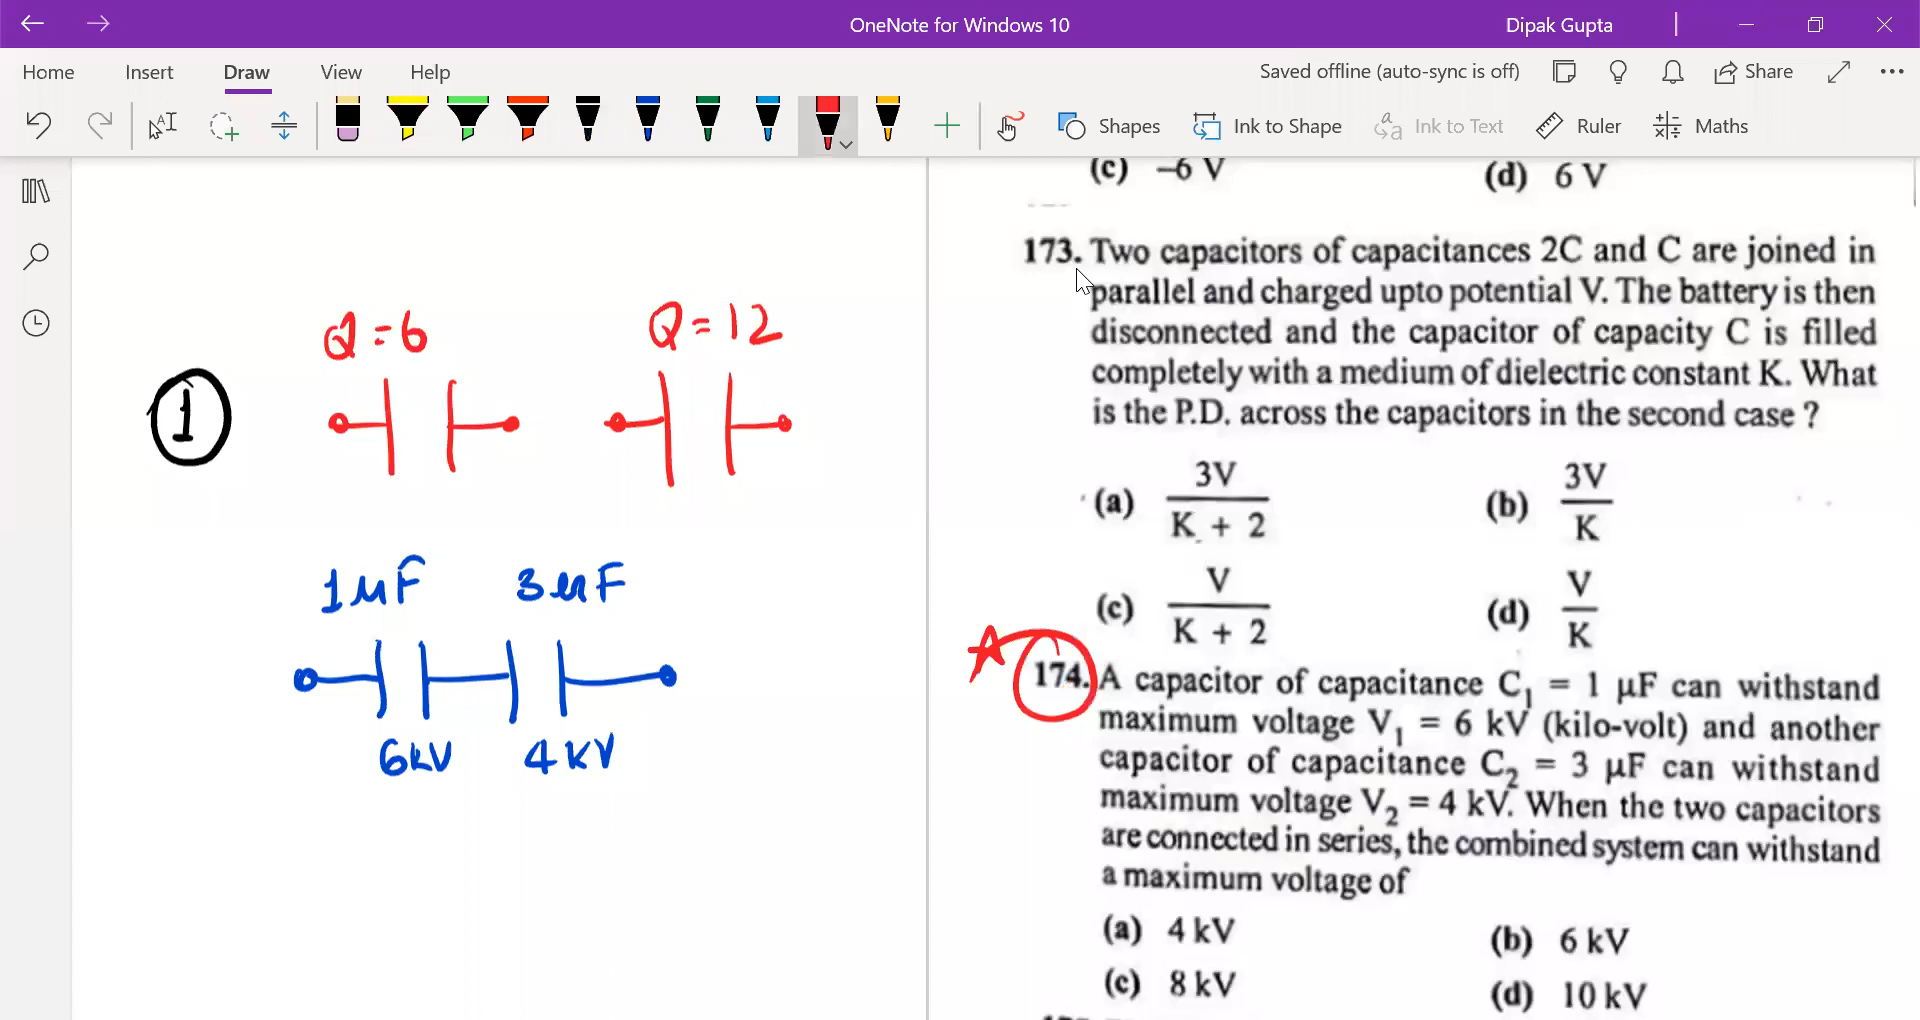 OneNote for Windows 10
Dipak Gupta
Home Insert Draw View Help
Saved offline (auto-sync is off)
Share
Shapes
Ink to Shape
Ink to Text
Ruler
Maths
Q = 6
Q = 12
1
1 μF
3 μF
6kV
4 kV
(c) –6 V
(d) 6 V
173. Two capacitors of capacitances 2C and C are joined in
parallel and charged upto potential V. The battery is then
disconnected and the capacitor of capacity C is filled
completely with a medium of dielectric constant K. What
is the P.D. across the capacitors in the second case ?
(a) 3V / K + 2
(b) 3V / K
(c) V / K + 2
(d) V / K
174. A capacitor of capacitance C₁ = 1 μF can withstand
maximum voltage V₁ = 6 kV (kilo-volt) and another
capacitor of capacitance C₂ = 3 μF can withstand
maximum voltage V₂ = 4 kV. When the two capacitors
are connected in series, the combined system can withstand
a maximum voltage of
(a) 4 kV
(b) 6 kV
(c) 8 kV
(d) 10 kV